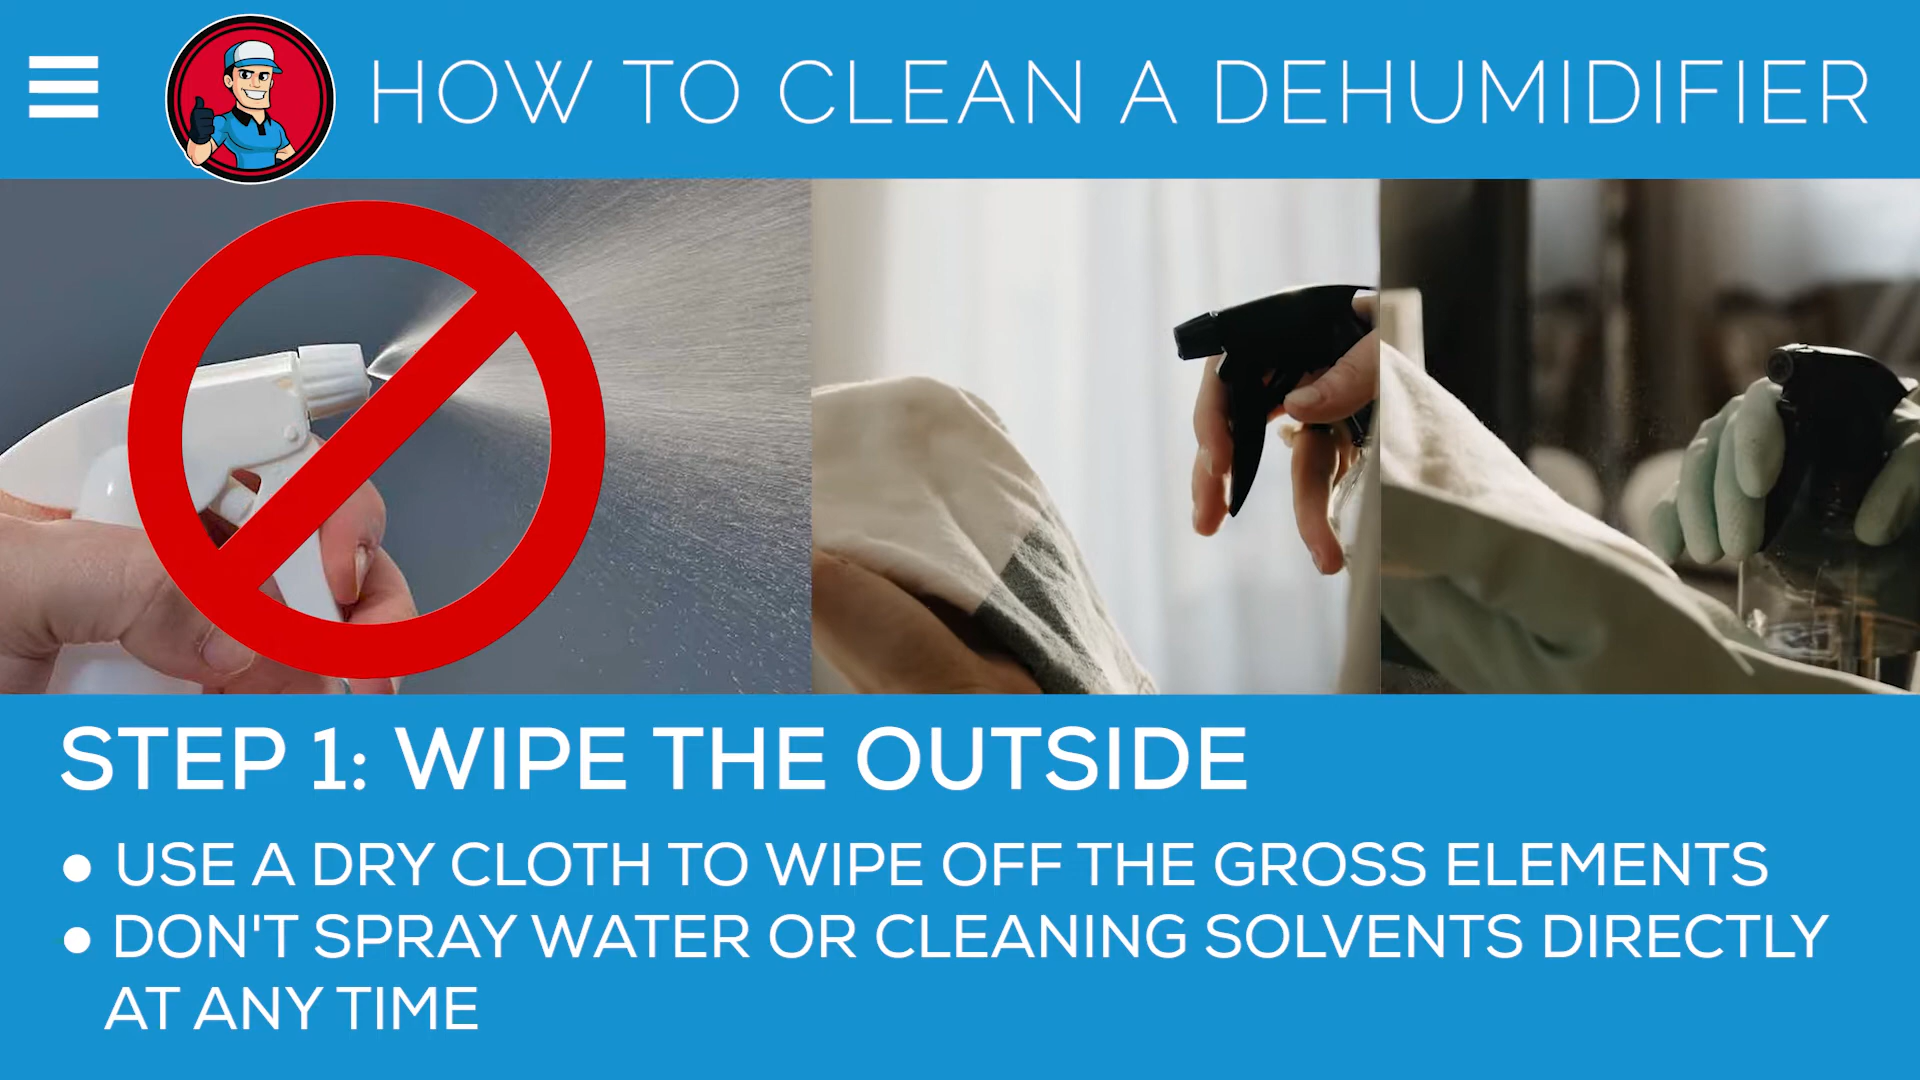 HOW TO CLEAN A DEHUMIDIFIER
STEP 1: WIPE THE OUTSIDE
● USE A DRY CLOTH TO WIPE OFF THE GROSS ELEMENTS
● DON'T SPRAY WATER OR CLEANING SOLVENTS DIRECTLY
AT ANY TIME